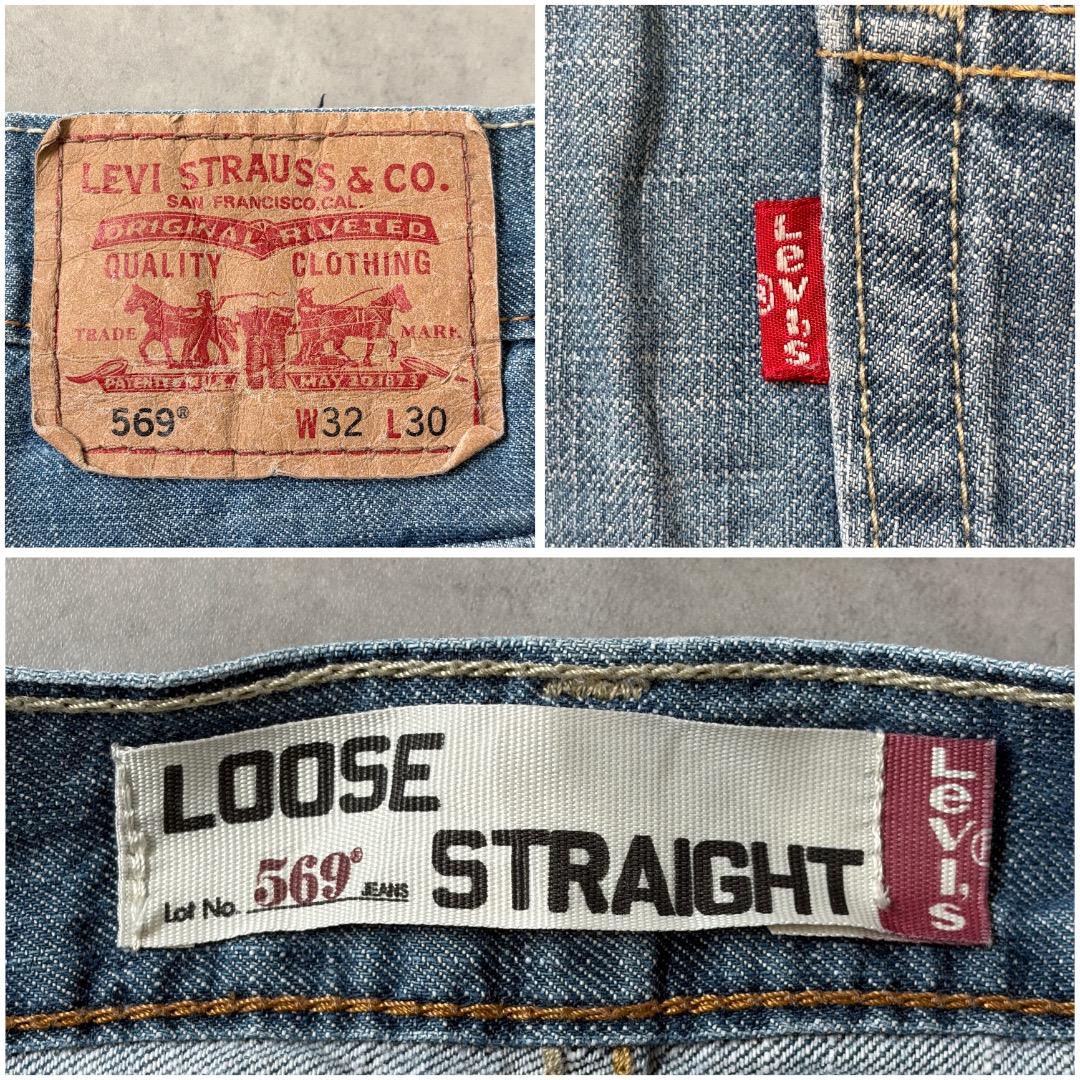 LEVI STRAUSS & CO.
SAN FRANCISCO, CAL.
ORIGINAL RIVETED
QUALITY CLOTHING
TRADE MARK
PATENTED IN U.S. MAY 20 1873
569® W32 L30
Levi's
®
LOOSE
STRAIGHT
Lot No. 569® JEANS
Levi's®